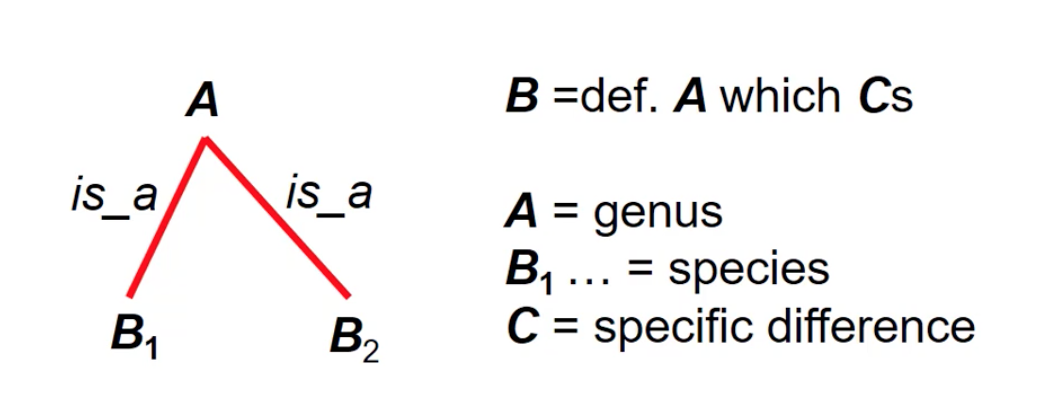 A
is_a is_a
B₁ B₂
B =def. A which Cs
A = genus
B₁ ... = species
C = specific difference